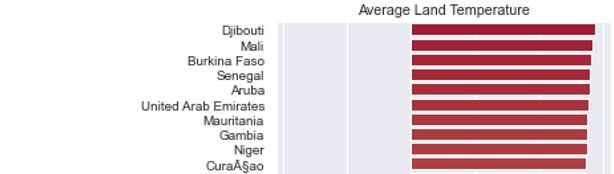 Average Land Temperature
Djibouti
Mali
Burkina Faso
Senegal
Aruba
United Arab Emirates
Mauritania
Gambia
Niger
CuraÃ§ao